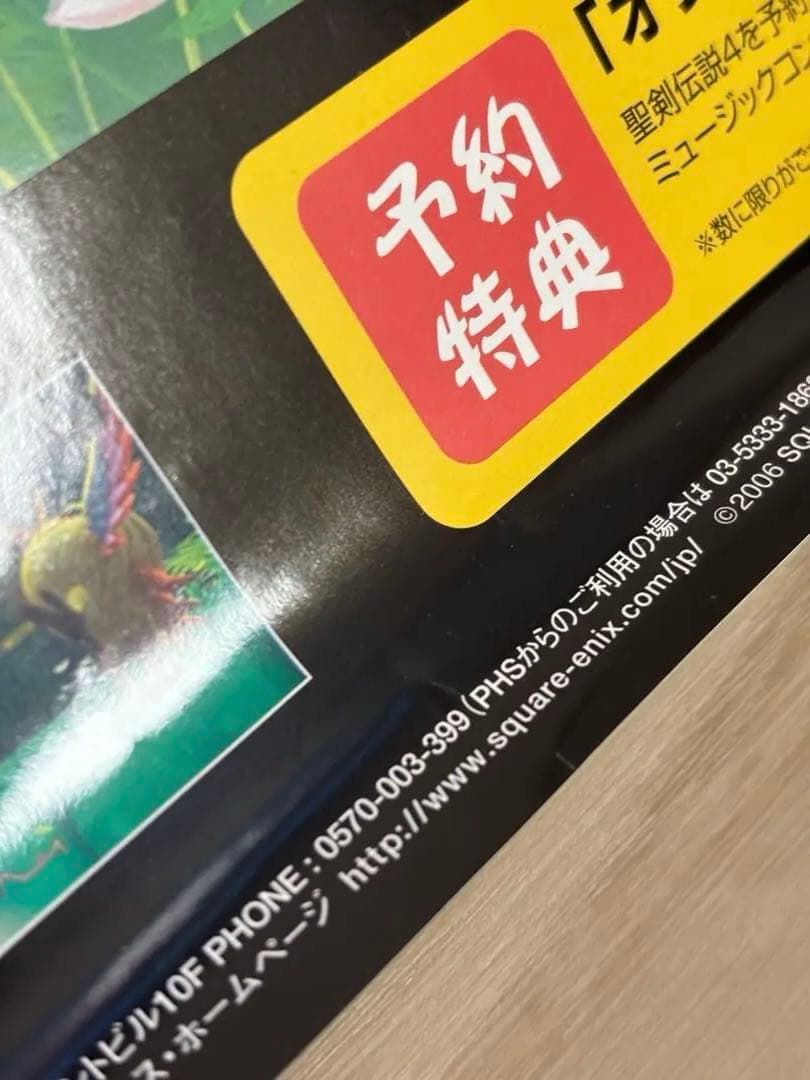 「オ
聖剣伝説4を予約
ミュージックコン
※数に限りがご
予約
特典
ントビル10F PHONE:0570-003-399(PHSからのご利用の場合は 03-5333-186
ス・ホームページ http://www.square-enix.com/jp/ ©2006 SQU